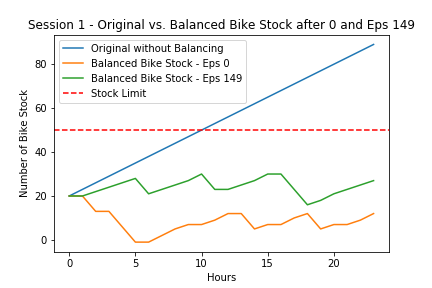 Session 1 - Original vs. Balanced Bike Stock after 0 and Eps 149
Original without Balancing
Balanced Bike Stock - Eps 0
Balanced Bike Stock - Eps 149
Stock Limit
Number of Bike Stock
80
60
40
20
0
0 5 10 15 20
Hours